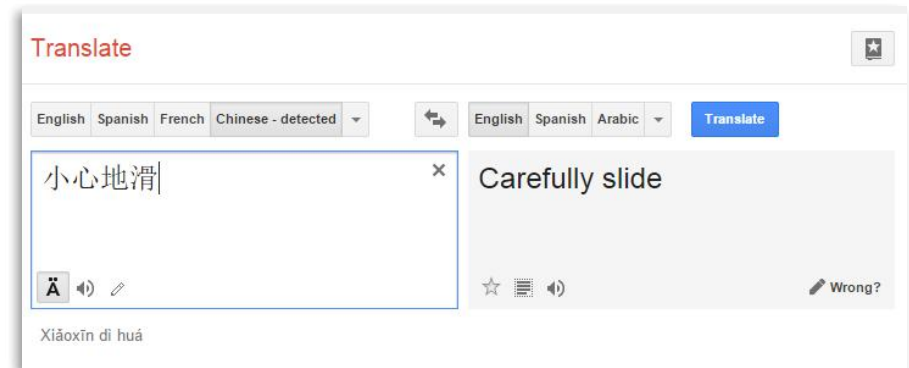 Translate
English Spanish French Chinese - detected English Spanish Arabic Translate
小心地滑
Carefully slide
Ä
Wrong?
Xiǎoxīn dì huá